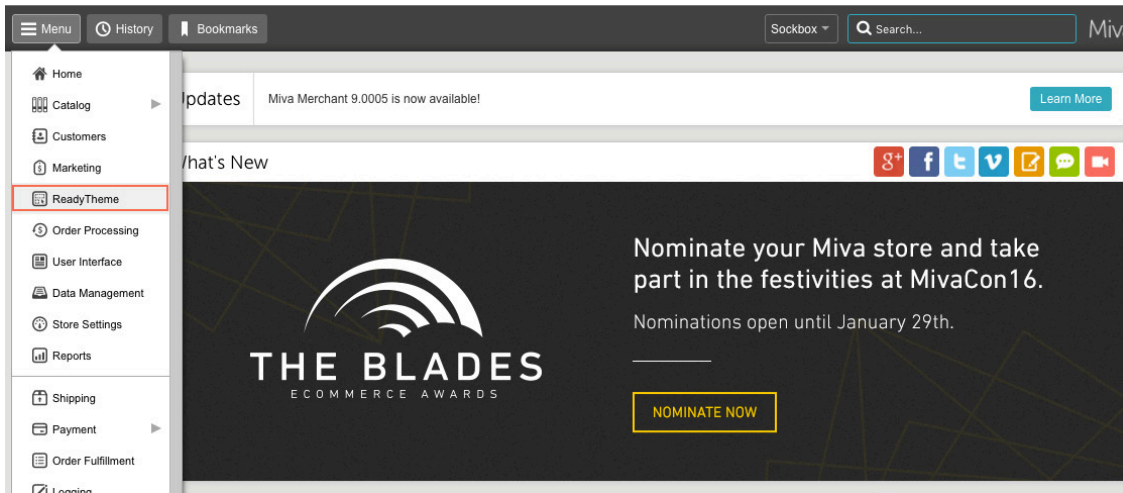 Menu
History
Bookmarks
Sockbox
Search...
Miv
Home
Catalog
Customers
Marketing
ReadyTheme
Order Processing
User Interface
Data Management
Store Settings
Reports
Shipping
Payment
Order Fulfillment
Logging
pdates
Miva Merchant 9.0005 is now available!
Learn More
hat's New
8+
f
t
v
THE BLADES
ECOMMERCE AWARDS
Nominate your Miva store and take
part in the festivities at MivaCon16.
Nominations open until January 29th.
NOMINATE NOW